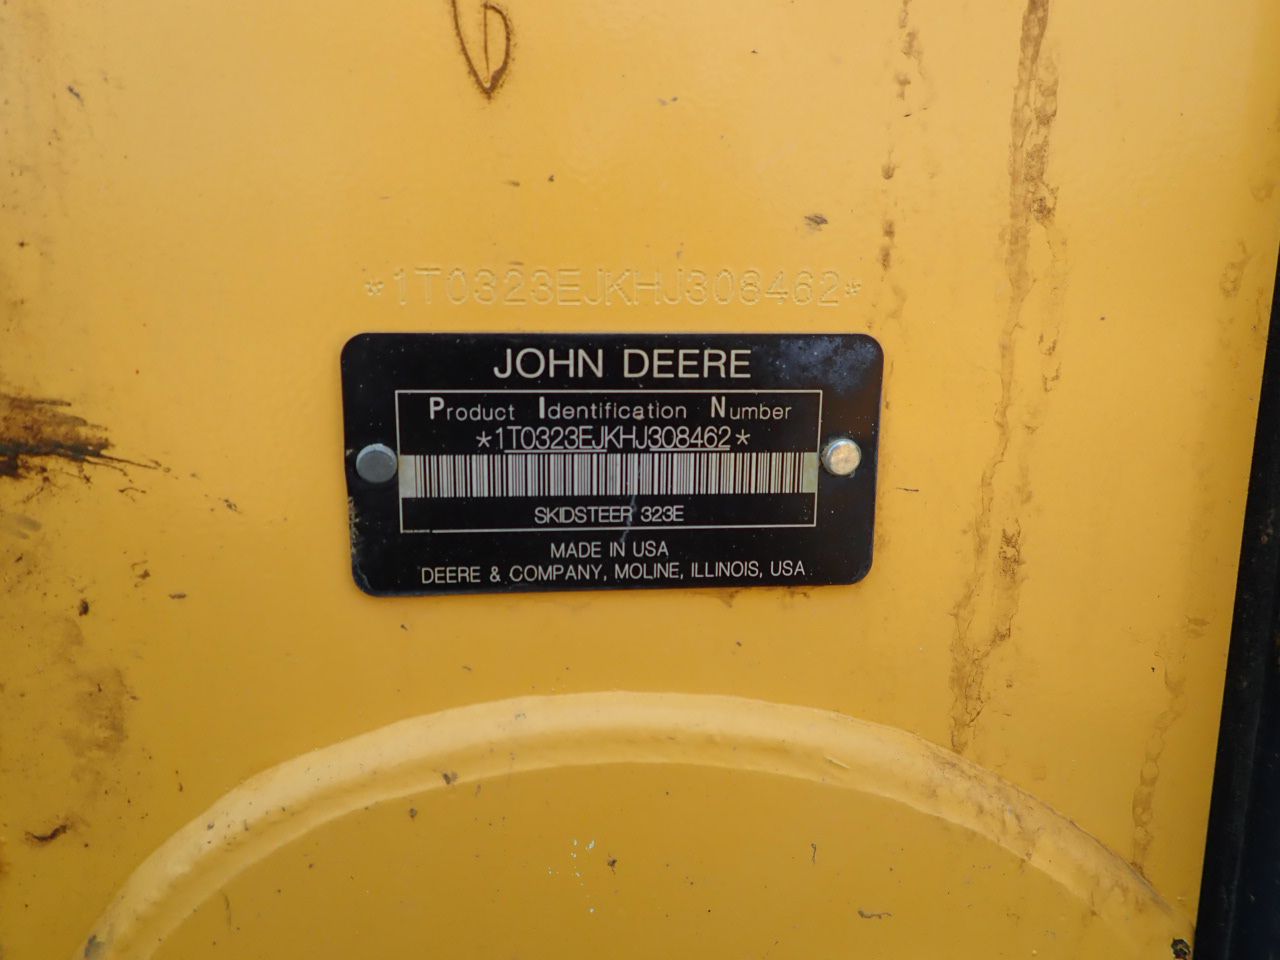 *1T0323EJKHJ308462*
JOHN DEERE
Product Identification Number
*1T0323EJKHJ308462*
SKIDSTEER 323E
MADE IN USA
DEERE & COMPANY, MOLINE, ILLINOIS, USA